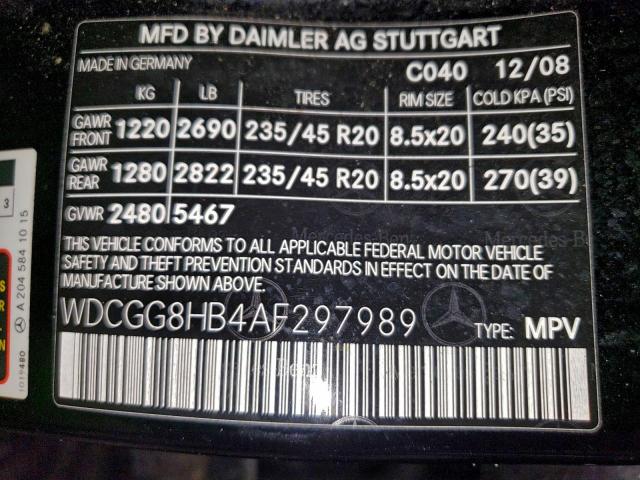 MFD BY DAIMLER AG STUTTGART
MADE IN GERMANY C040 12/08
KG LB TIRES RIM SIZE COLD KPA (PSI)
GAWR FRONT 1220 2690 235/45 R20 8.5x20 240(35)
GAWR REAR 1280 2822 235/45 R20 8.5x20 270(39)
GVWR 2480 5467
THIS VEHICLE CONFORMS TO ALL APPLICABLE FEDERAL MOTOR VEHICLE
SAFETY AND THEFT PREVENTION STANDARDS IN EFFECT ON THE DATE OF
MANUFACTURE SHOWN ABOVE.
WDCGG8HB4AF297989 TYPE: MPV
3
A 204 584 10 15
1019480